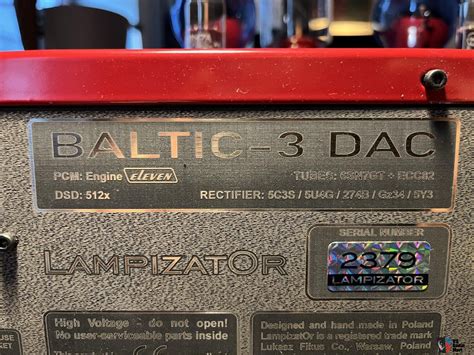 BALTIC-3 DAC
PCM: Engine ELEVEN TUBES: 6SN7GT + ECC82
DSD: 512x RECTIFIER: 5C3S / 5U4G / 274B / Gz34 / 5Y3
SERIAL NUMBER
2379
LAMPIZATOR
LAMPIZATOR
High Voltage - do not open!
No user-serviceable parts inside
Designed and hand made in Poland
LampizatOr is a registered trade mark
Lukasz Fikus Co., Warsaw, Poland